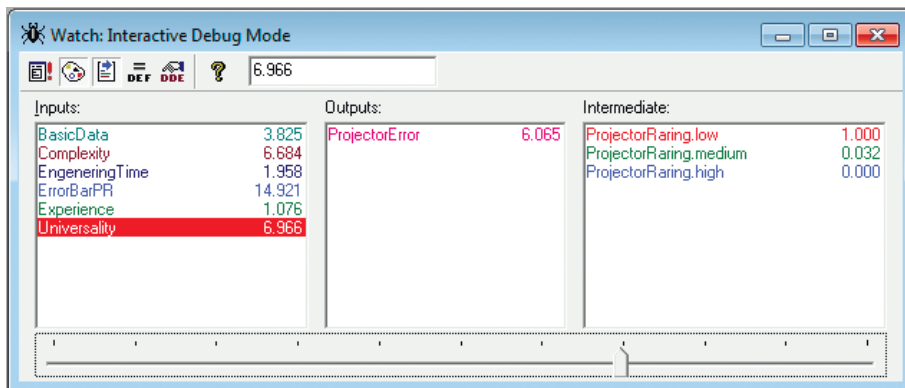 Watch: Interactive Debug Mode
DEF DDE ? 6.966
Inputs: Outputs: Intermediate:
BasicData 3.825 ProjectorError 6.065 ProjectorRaring.low 1.000
Complexity 6.684 ProjectorRaring.medium 0.032
EngeneringTime 1.958 ProjectorRaring.high 0.000
ErrorBarPR 14.921
Experience 1.076
Universality 6.966